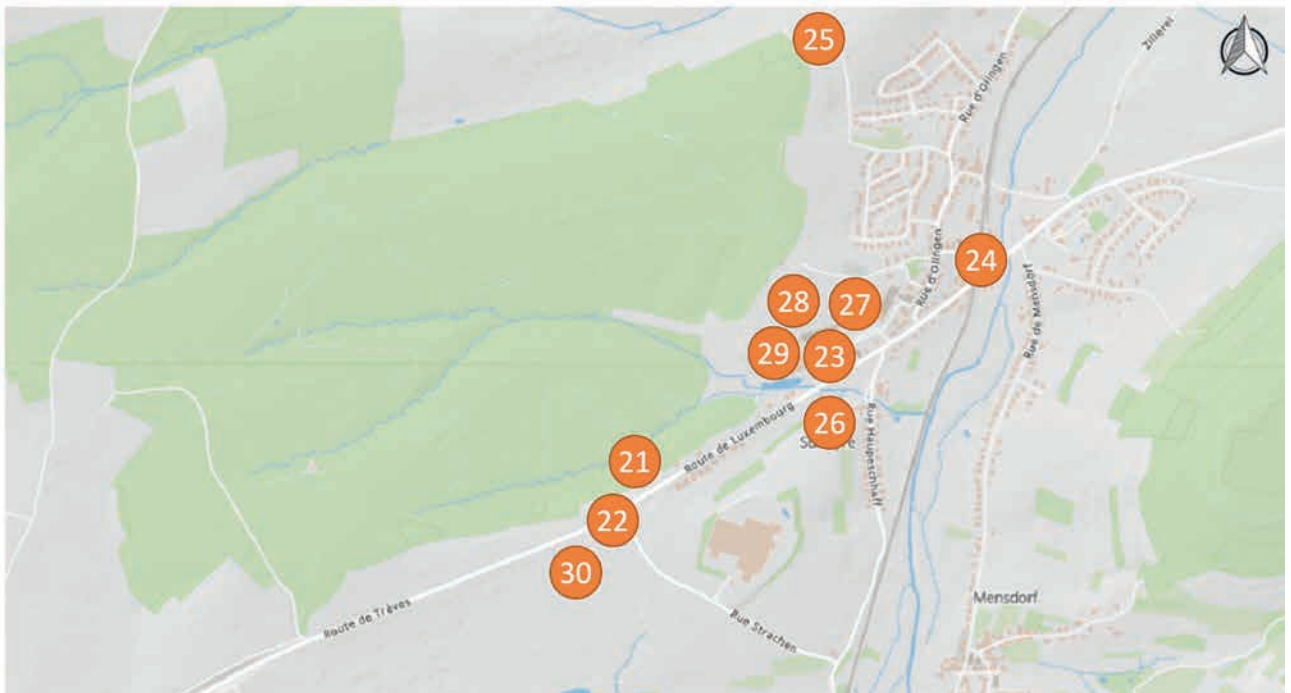 25
Zillierei
Rue d'Olingen
24
Rue d'Olingen
28
27
Rue de Mensdorf
29
23
Route de Luxembourg
Rue Haupeschhaff
26
21
22
30
Mensdorf
Route de Trèves
Rue Strachen